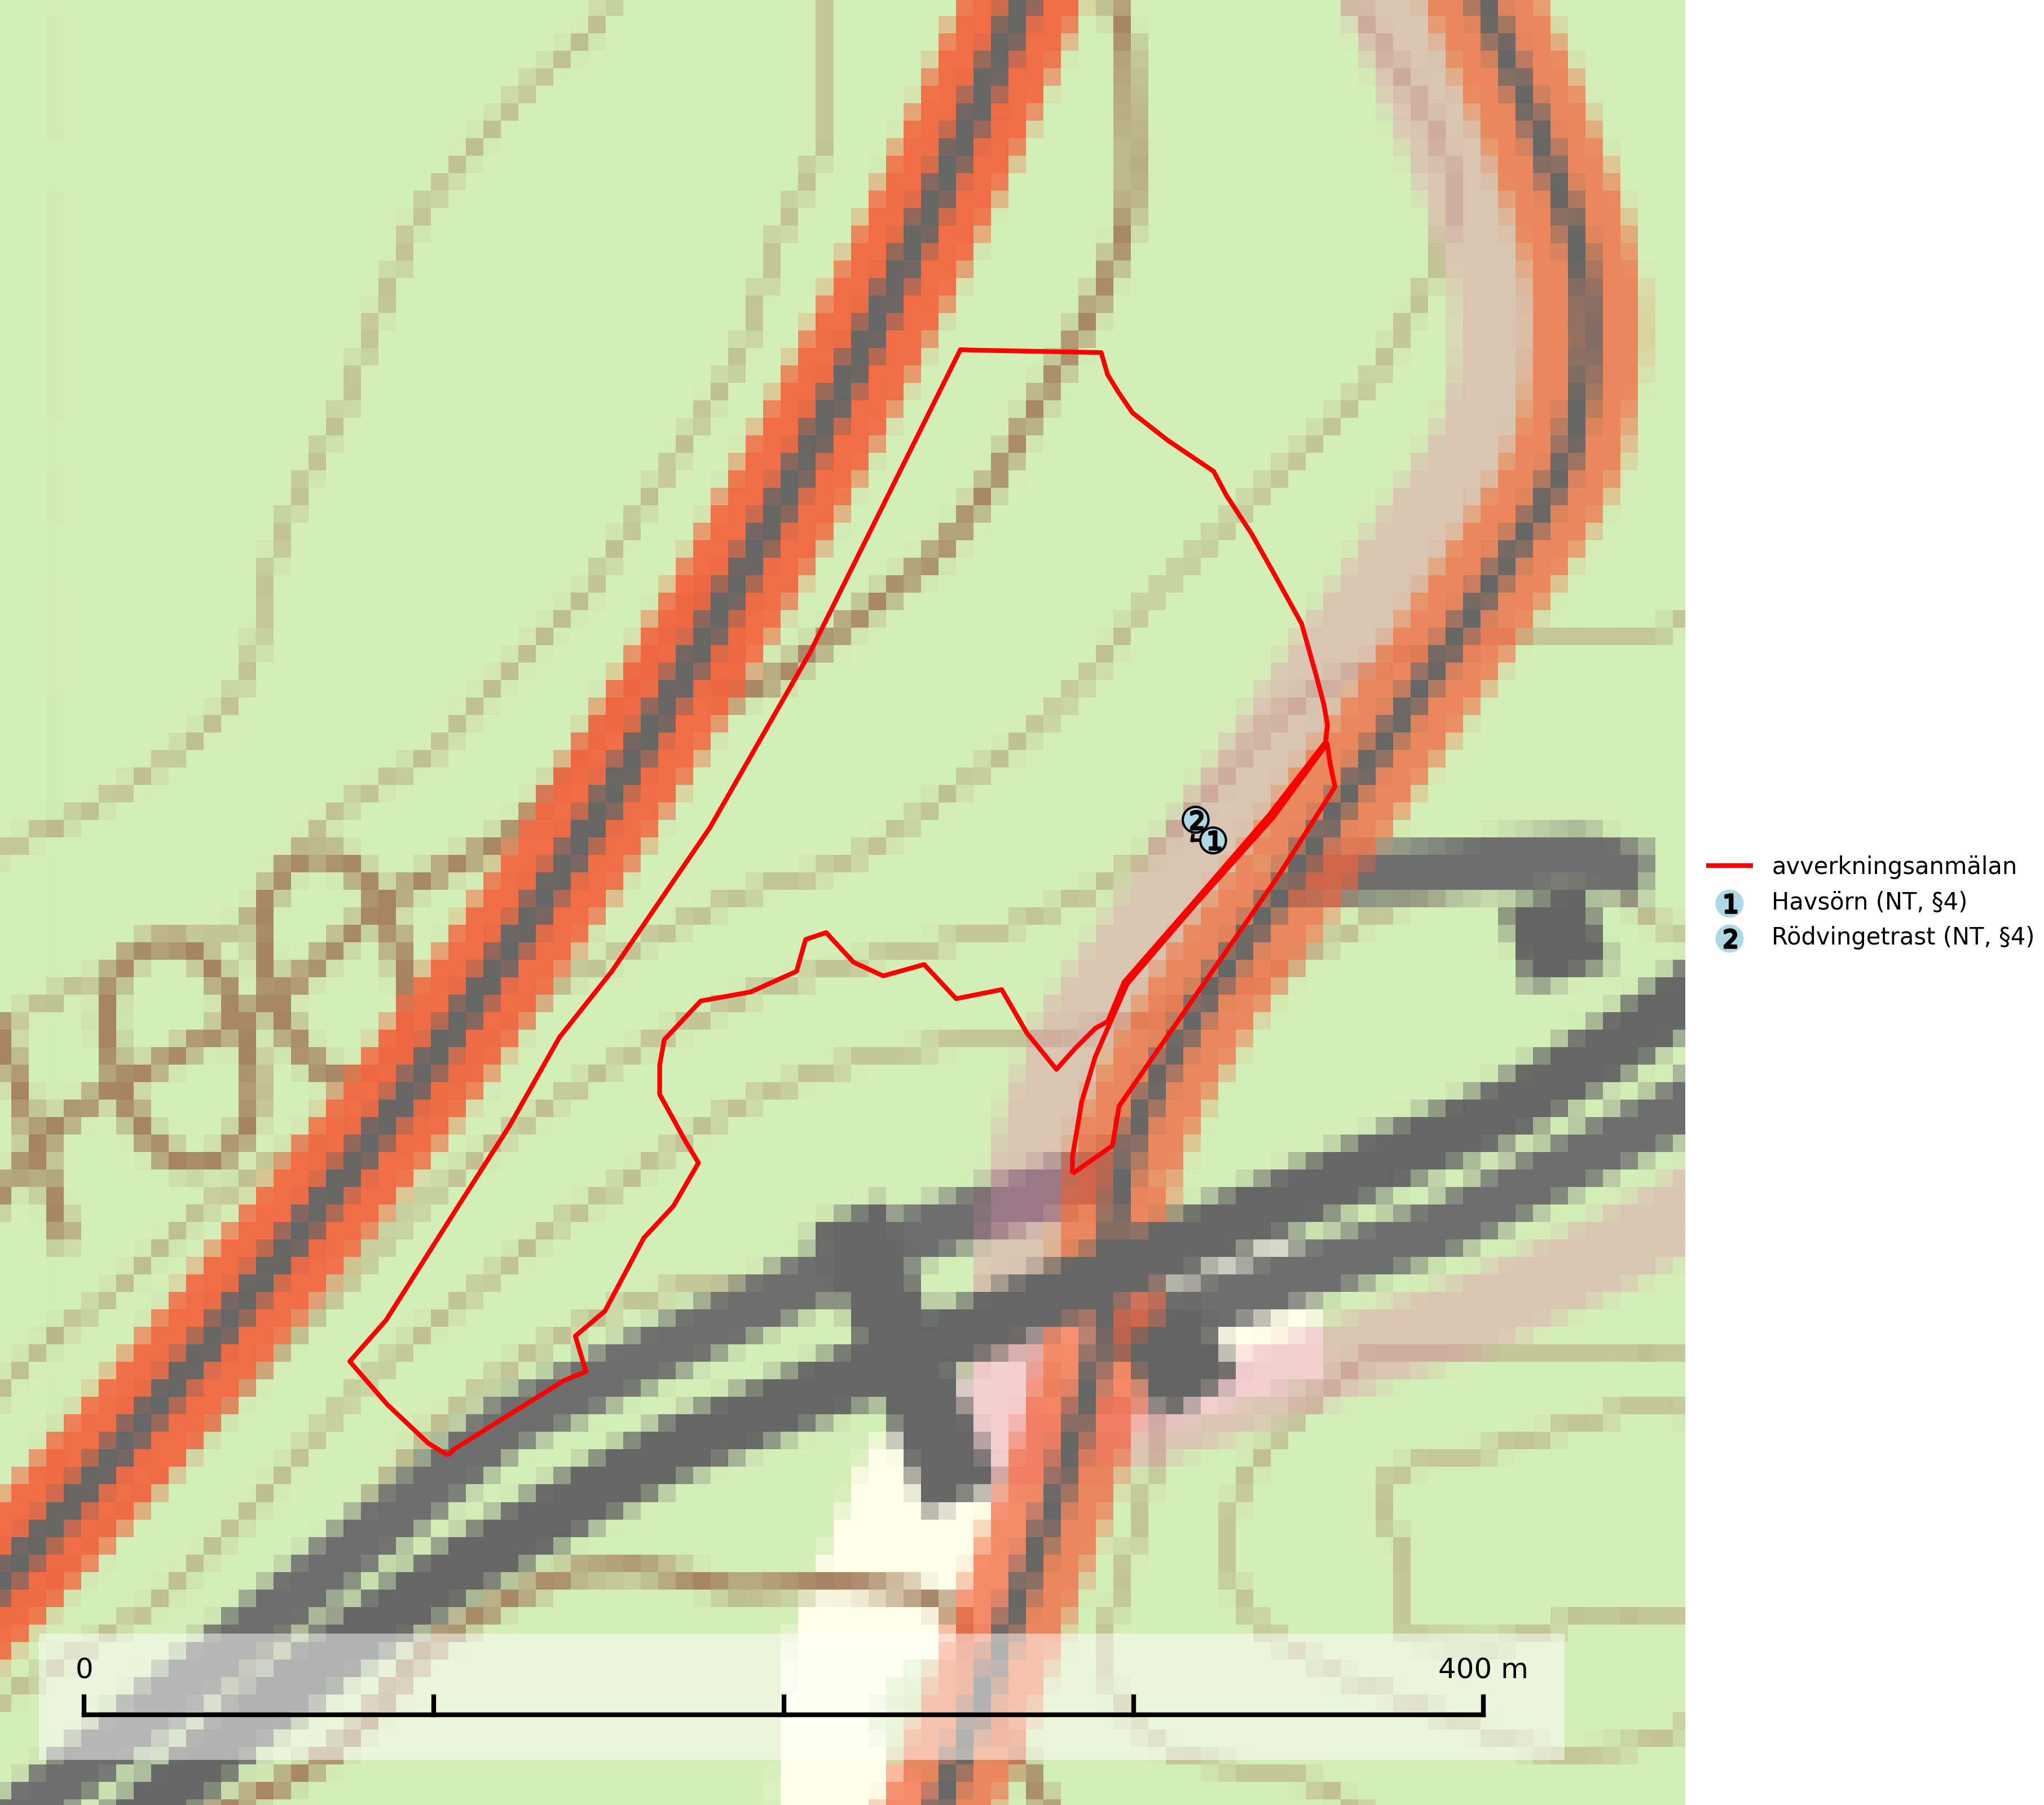 2
1
avverkningsanmälan
1 Havsörn (NT, §4)
2 Rödvingetrast (NT, §4)
0 400 m